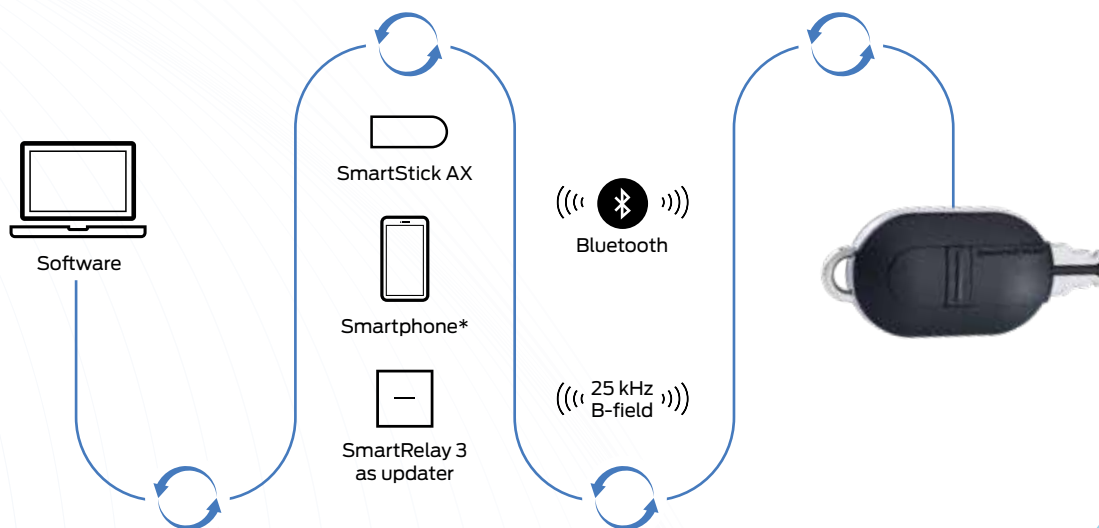 Software
SmartStick AX
Smartphone*
SmartRelay 3
as updater
Bluetooth
25 kHz
B-field